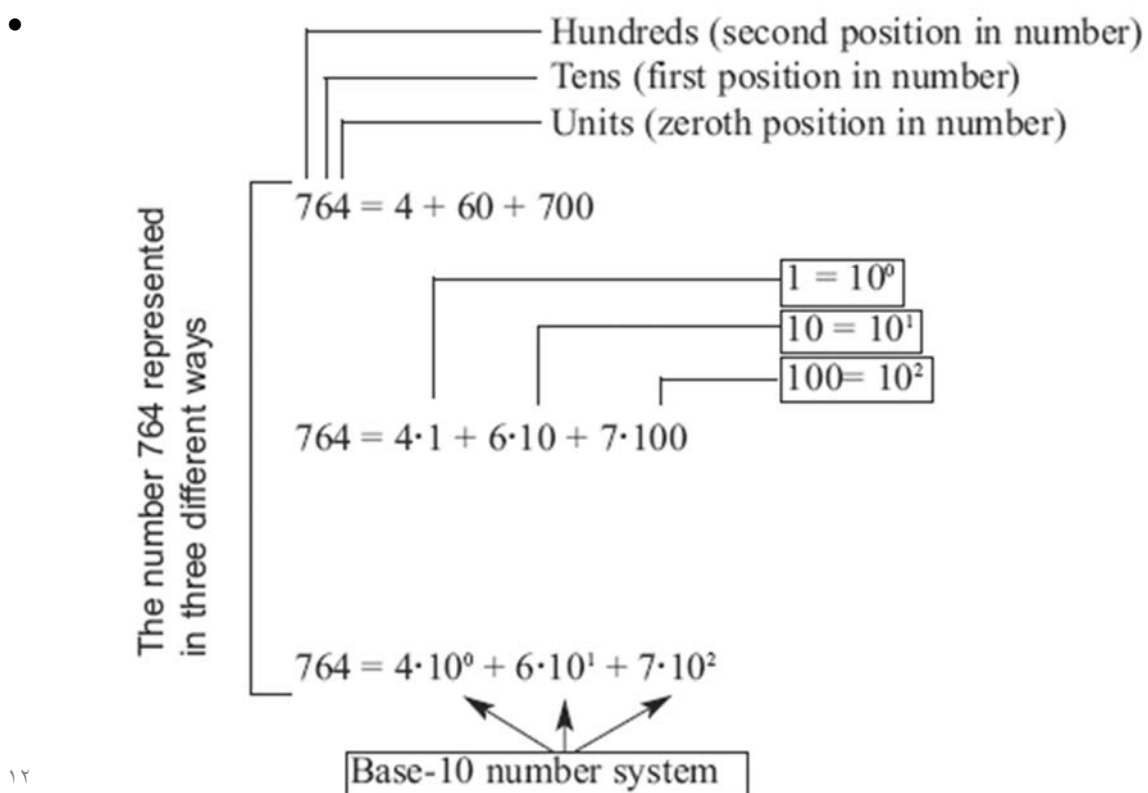 •
Hundreds (second position in number)
Tens (first position in number)
Units (zeroth position in number)
The number 764 represented
in three different ways
764 = 4 + 60 + 700
1 = 10⁰
10 = 10¹
100= 10²
764 = 4·1 + 6·10 + 7·100
764 = 4·10⁰ + 6·10¹ + 7·10²
Base-10 number system
١٢